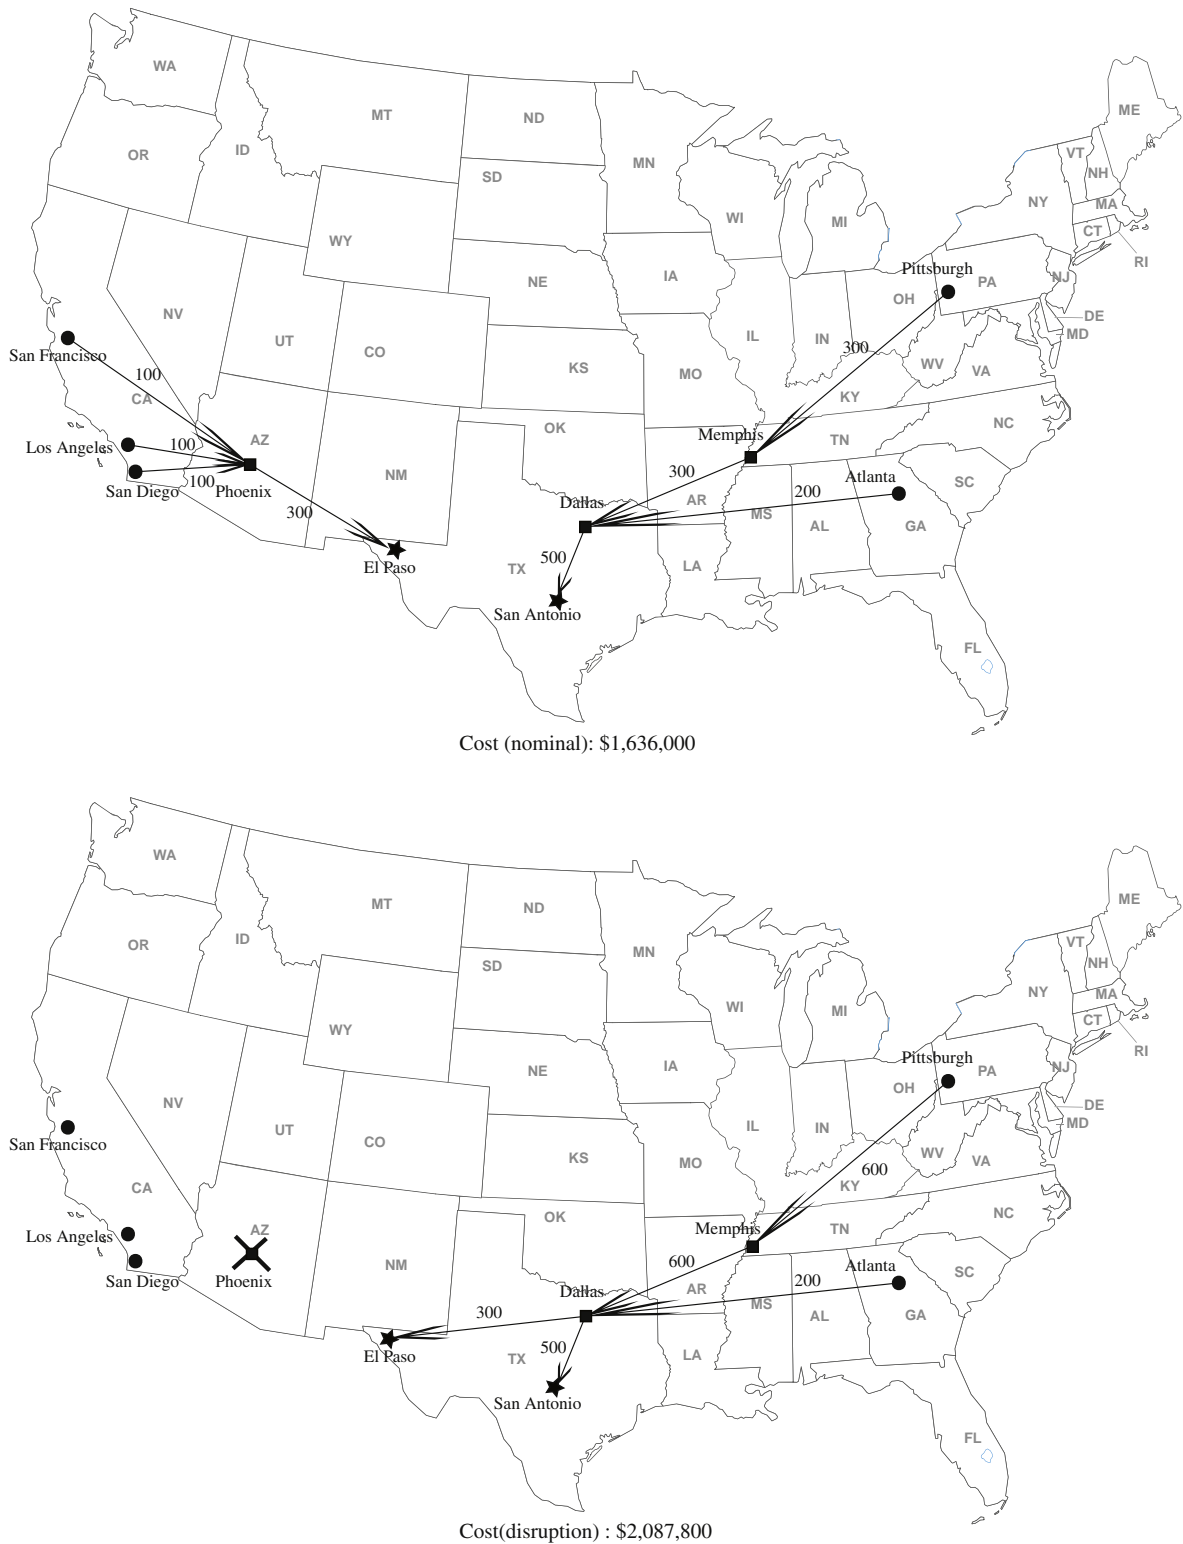 WA
MT
ND
OR
ID
MN
SD
WY
WI
MI
NY
VT
NH
ME
MA
CT
RI
IA
NE
Pittsburgh
PA
NJ
OH
NV
DE
MD
San Francisco
UT
CO
IL
IN
300
WV
VA
100
CA
KS
MO
KY
Los Angeles
100
AZ
OK
Memphis
TN
NC
San Diego
100
Phoenix
NM
300
AR
Atlanta
SC
300
Dallas
200
MS
AL
GA
El Paso
TX
500
LA
San Antonio
FL
Cost (nominal): $1,636,000
WA
MT
ND
OR
ID
MN
SD
WY
WI
MI
NY
VT
NH
ME
MA
CT
RI
IA
NE
Pittsburgh
PA
NJ
OH
NV
DE
MD
San Francisco
UT
CO
IL
IN
WV
VA
CA
KS
MO
600
KY
Los Angeles
AZ
OK
Memphis
TN
NC
San Diego
Phoenix
NM
600
AR
Atlanta
SC
300
Dallas
200
MS
AL
GA
El Paso
TX
500
LA
San Antonio
FL
Cost(disruption) : $2,087,800